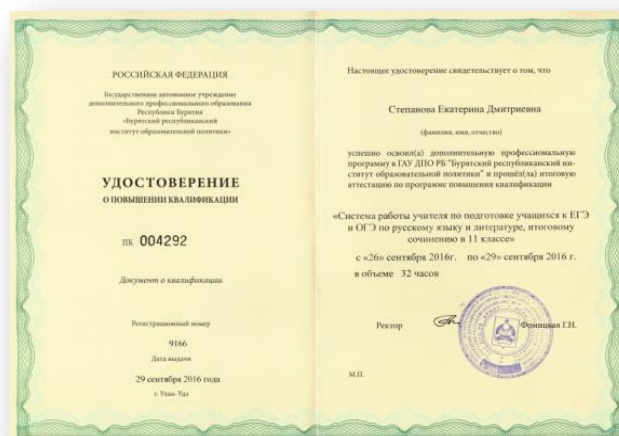 РОССИЙСКАЯ ФЕДЕРАЦИЯ
Государственное автономное учреждение
дополнительного профессионального образования
Республики Бурятия
«Бурятский республиканский
институт образовательной политики»
УДОСТОВЕРЕНИЕ
О ПОВЫШЕНИИ КВАЛИФИКАЦИИ
ПК 004292
Документ о квалификации
Регистрационный номер
9166
Дата выдачи
29 сентября 2016 года
г. Улан-Удэ
Настоящее удостоверение свидетельствует о том, что
Степанова Екатерина Дмитриевна
(фамилия, имя, отчество)
успешно освоил(а) дополнительную профессиональную
программу в ГАУ ДПО РБ "Бурятский республиканский ин-
ститут образовательной политики" и прошёл(ла) итоговую
аттестацию по программе повышения квалификации
«Система работы учителя по подготовке учащихся к ЕГЭ
и ОГЭ по русскому языку и литературе, итоговому
сочинению в 11 классе»
с «26» сентября 2016г. по «29» сентября 2016 г.
в объеме 32 часов
Ректор Фомицкая Г.Н.
М.П.